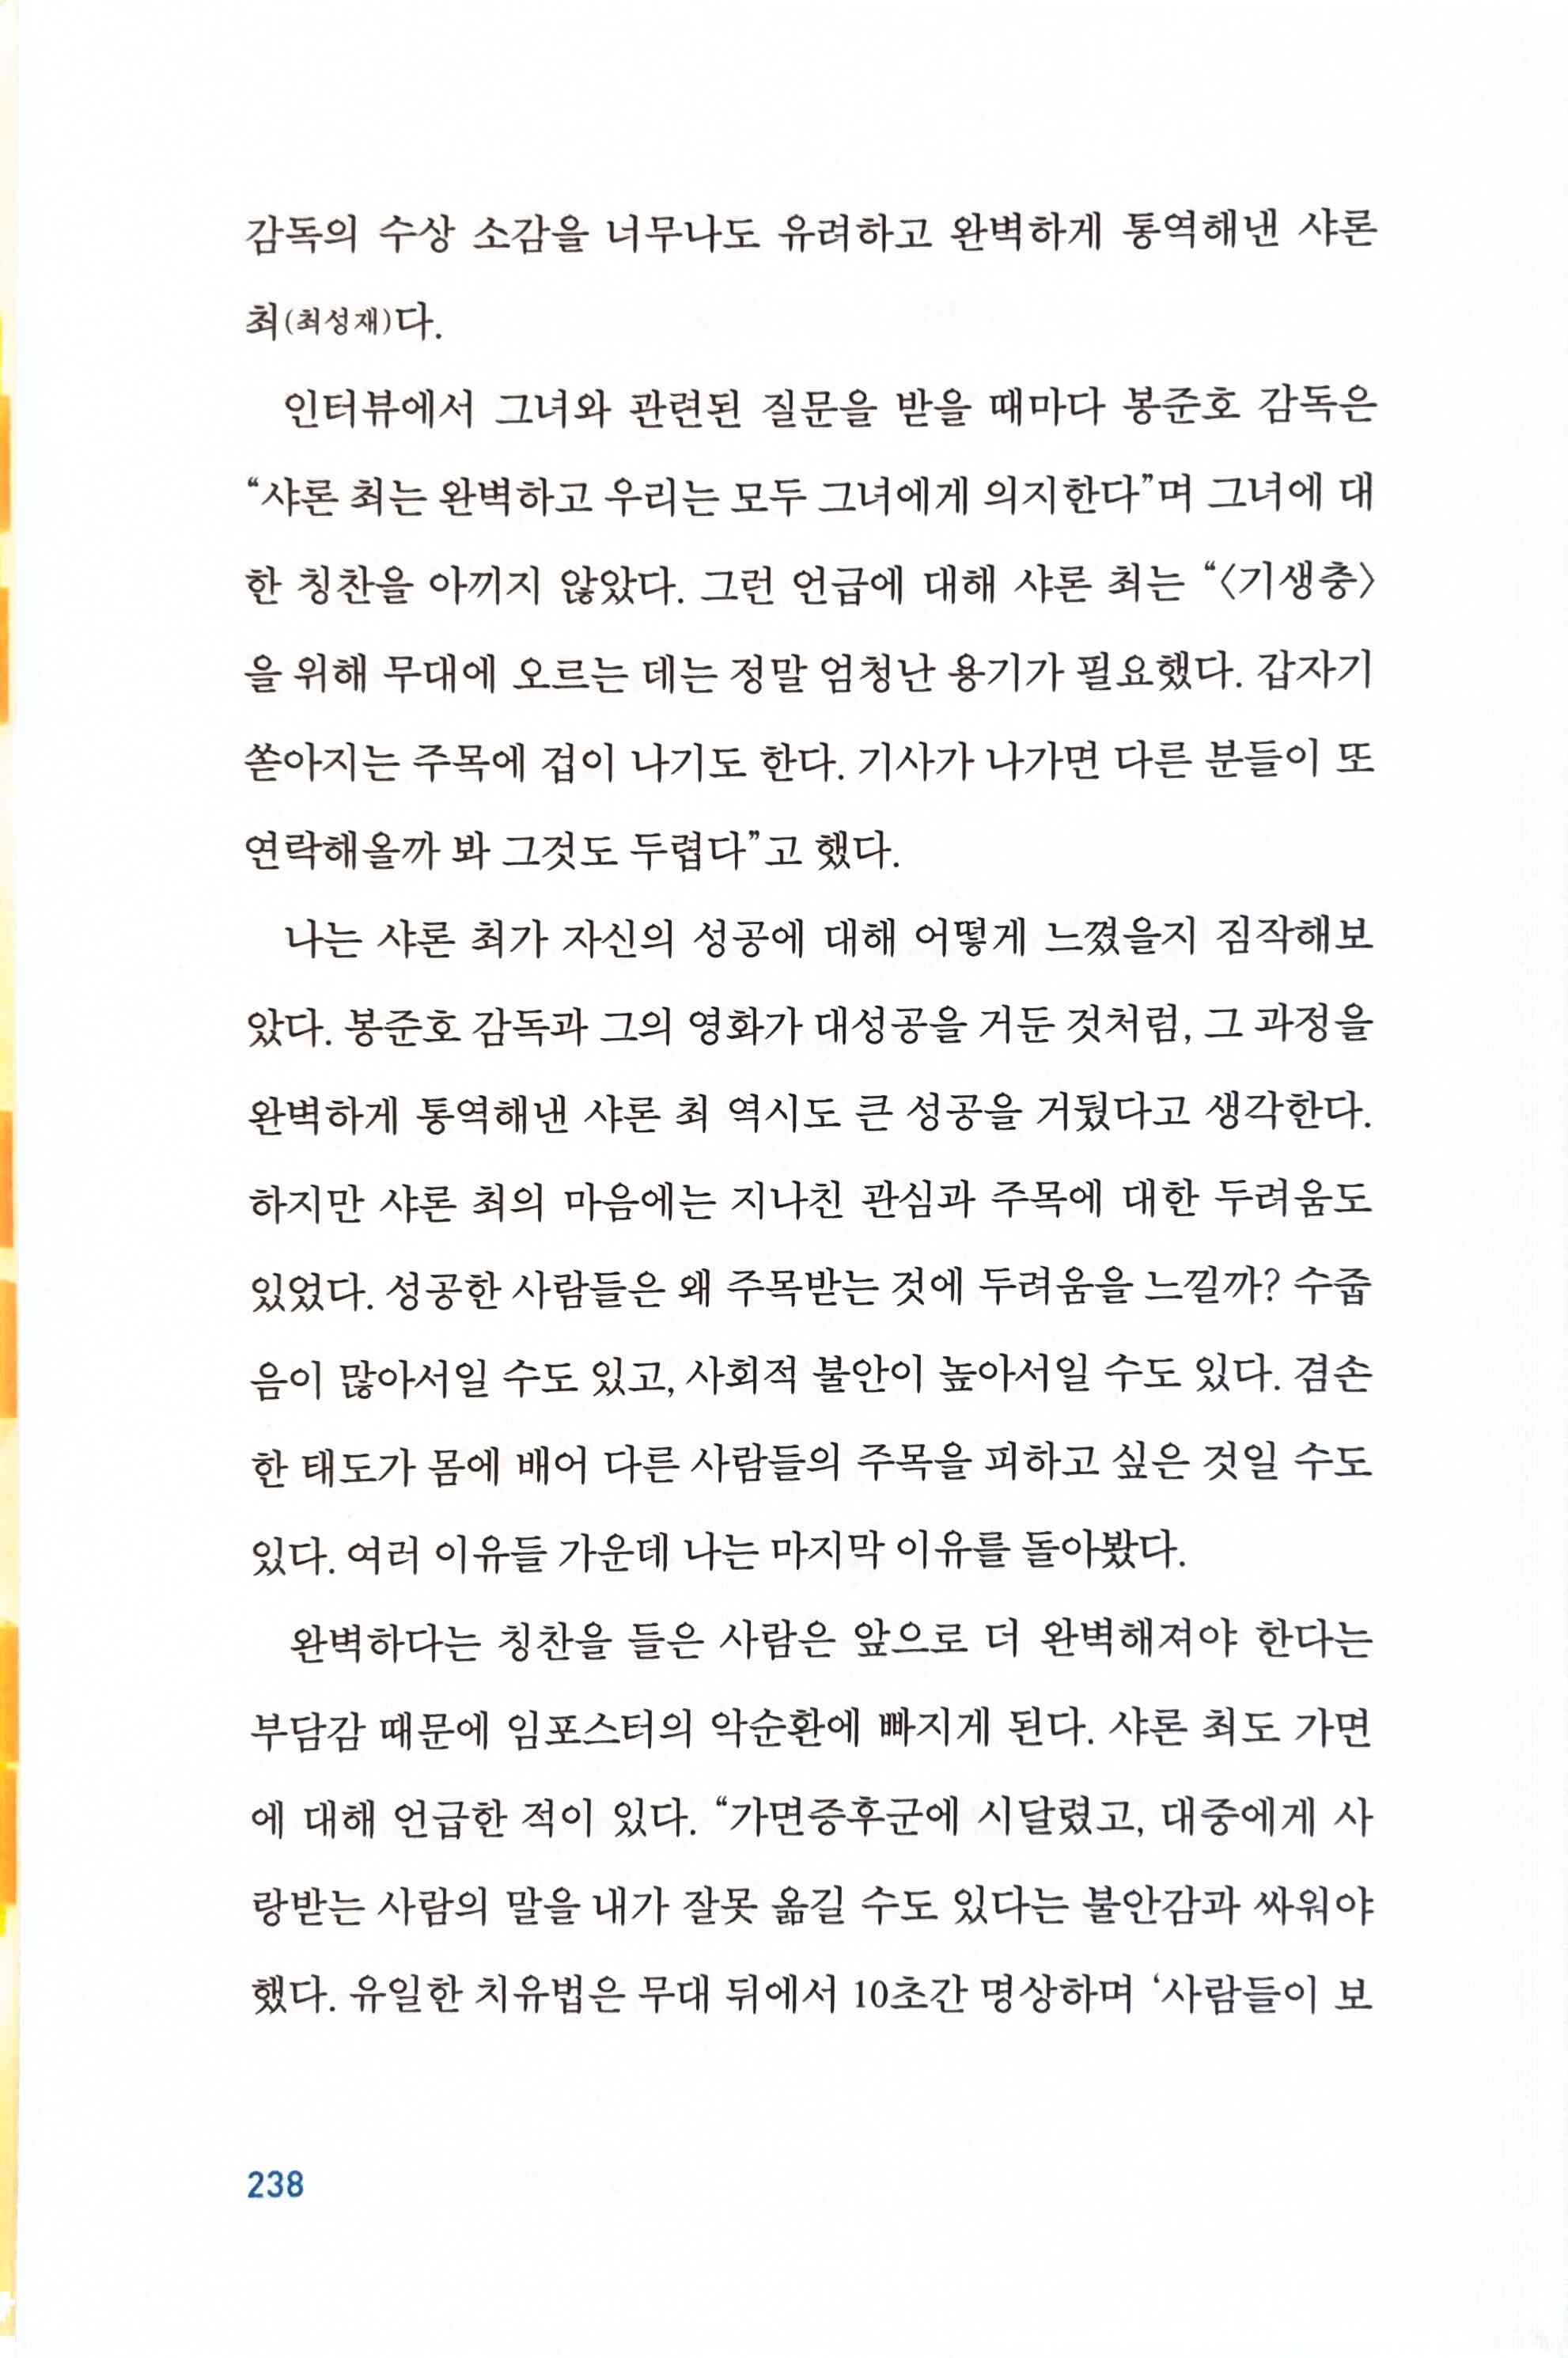 감독의 수상 소감을 너무나도 유려하고 완벽하게 통역해낸 샤론
최(최성재)다.
인터뷰에서 그녀와 관련된 질문을 받을 때마다 봉준호 감독은
“샤론 최는 완벽하고 우리는 모두 그녀에게 의지한다”며 그녀에 대
한 칭찬을 아끼지 않았다. 그런 언급에 대해 샤론 최는 “〈기생충〉
을 위해 무대에 오르는 데는 정말 엄청난 용기가 필요했다. 갑자기
쏟아지는 주목에 겁이 나기도 한다. 기사가 나가면 다른 분들이 또
연락해올까 봐 그것도 두렵다”고 했다.
나는 샤론 최가 자신의 성공에 대해 어떻게 느꼈을지 짐작해보
았다. 봉준호 감독과 그의 영화가 대성공을 거둔 것처럼, 그 과정을
완벽하게 통역해낸 샤론 최 역시도 큰 성공을 거뒀다고 생각한다.
하지만 샤론 최의 마음에는 지나친 관심과 주목에 대한 두려움도
있었다. 성공한 사람들은 왜 주목받는 것에 두려움을 느낄까? 수줍
음이 많아서일 수도 있고, 사회적 불안이 높아서일 수도 있다. 겸손
한 태도가 몸에 배어 다른 사람들의 주목을 피하고 싶은 것일 수도
있다. 여러 이유들 가운데 나는 마지막 이유를 돌아봤다.
완벽하다는 칭찬을 들은 사람은 앞으로 더 완벽해져야 한다는
부담감 때문에 임포스터의 악순환에 빠지게 된다. 샤론 최도 가면
에 대해 언급한 적이 있다. “가면증후군에 시달렸고, 대중에게 사
랑받는 사람의 말을 내가 잘못 옮길 수도 있다는 불안감과 싸워야
했다. 유일한 치유법은 무대 뒤에서 10초간 명상하며 ‘사람들이 보
238